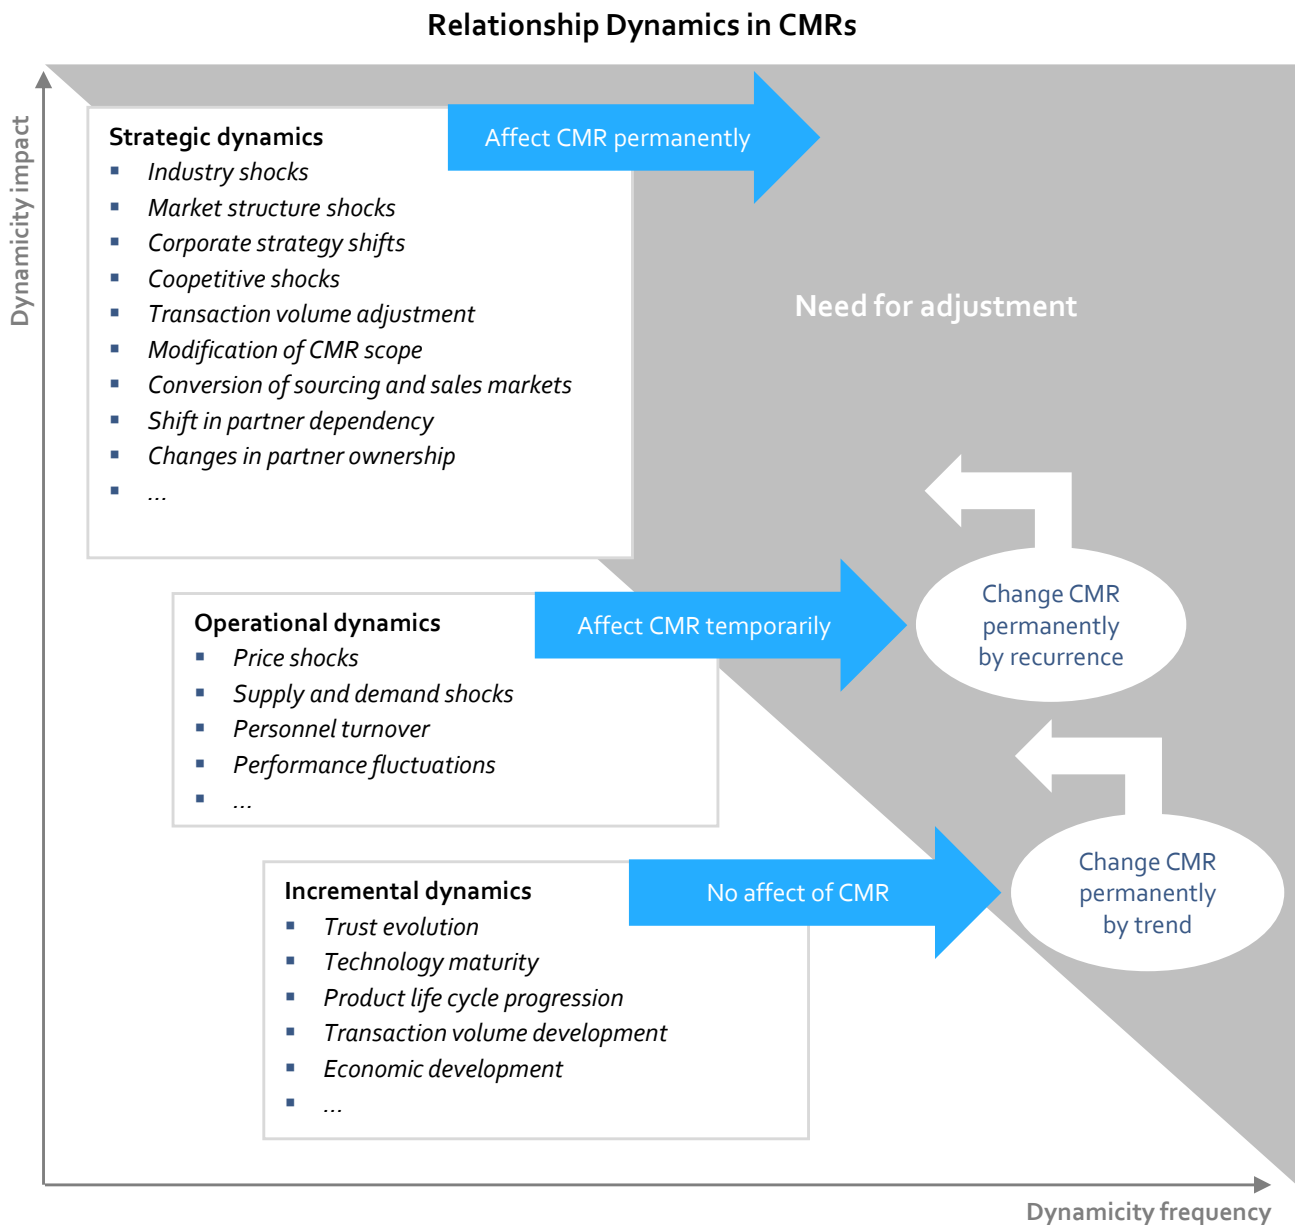 Relationship Dynamics in CMRs
Dynamicity impact
Strategic dynamics
Industry shocks
Market structure shocks
Corporate strategy shifts
Coopetitive shocks
Transaction volume adjustment
Modification of CMR scope
Conversion of sourcing and sales markets
Shift in partner dependency
Changes in partner ownership
...
Affect CMR permanently
Need for adjustment
Operational dynamics
Price shocks
Supply and demand shocks
Personnel turnover
Performance fluctuations
...
Affect CMR temporarily
Change CMR
permanently
by recurrence
Incremental dynamics
Trust evolution
Technology maturity
Product life cycle progression
Transaction volume development
Economic development
...
No affect of CMR
Change CMR
permanently
by trend
Dynamicity frequency